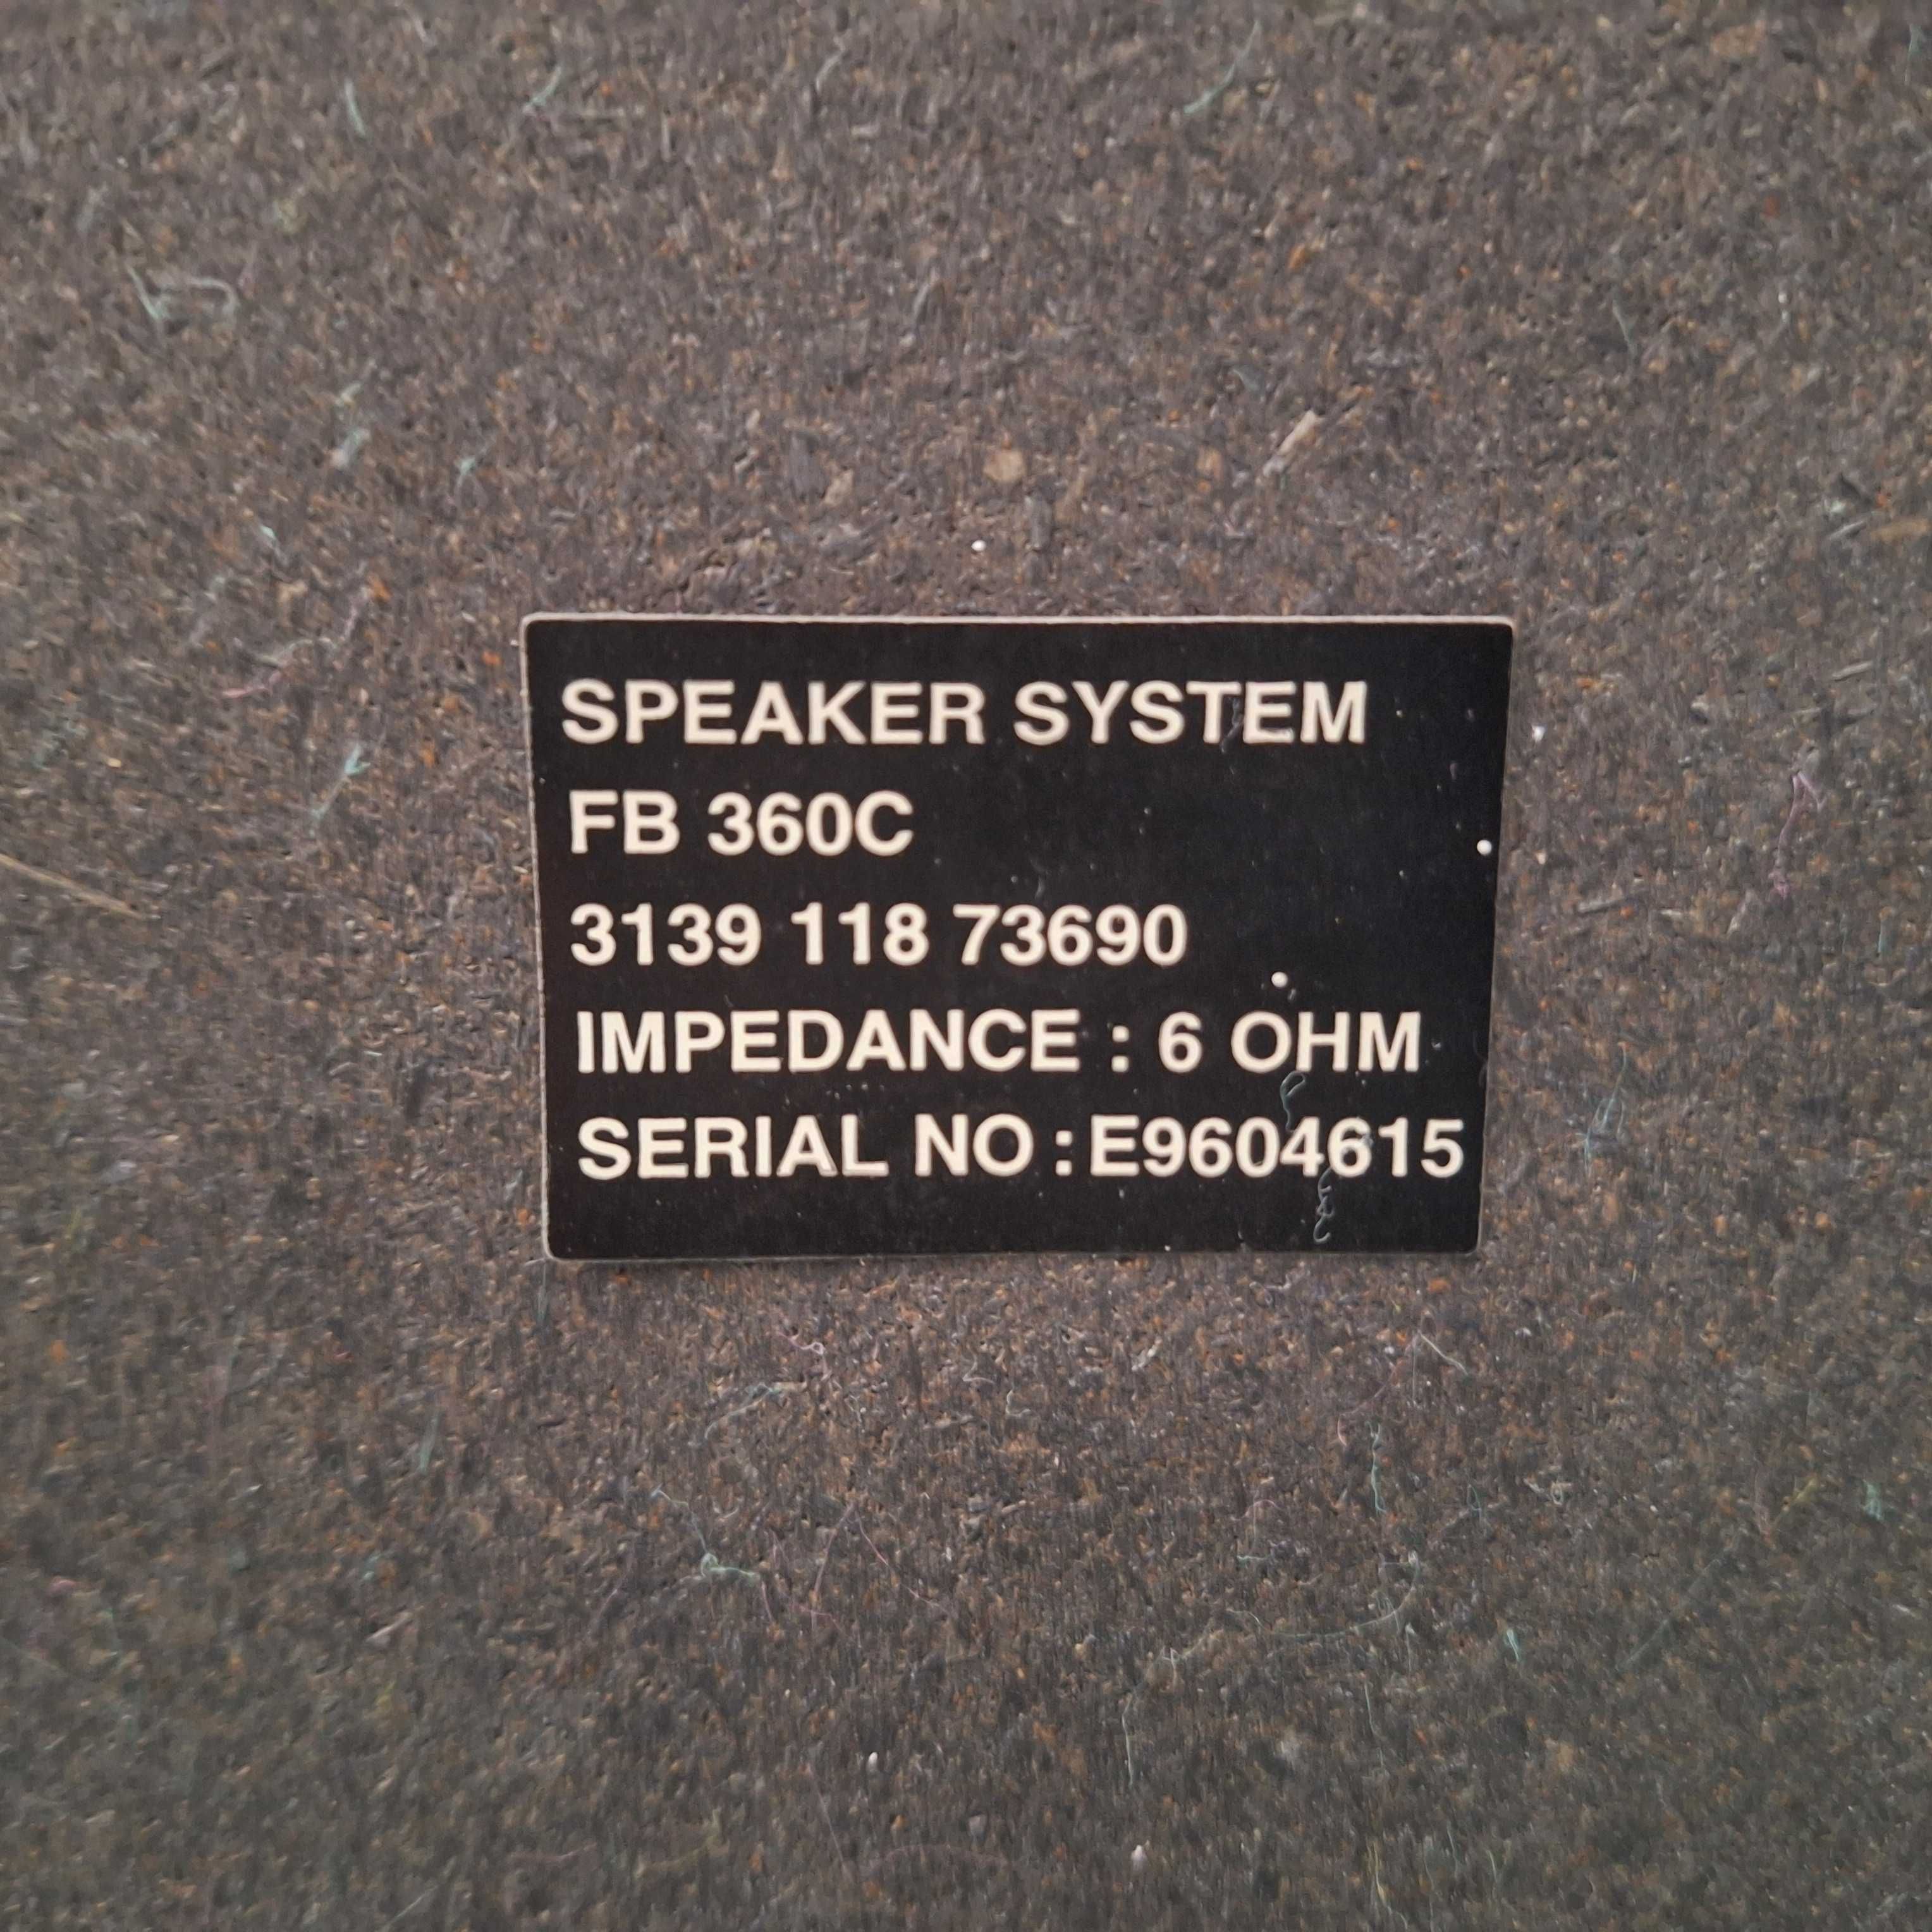 SPEAKER SYSTEM
FB 360C
3139 118 73690
IMPEDANCE : 6 OHM
SERIAL NO : E9604615